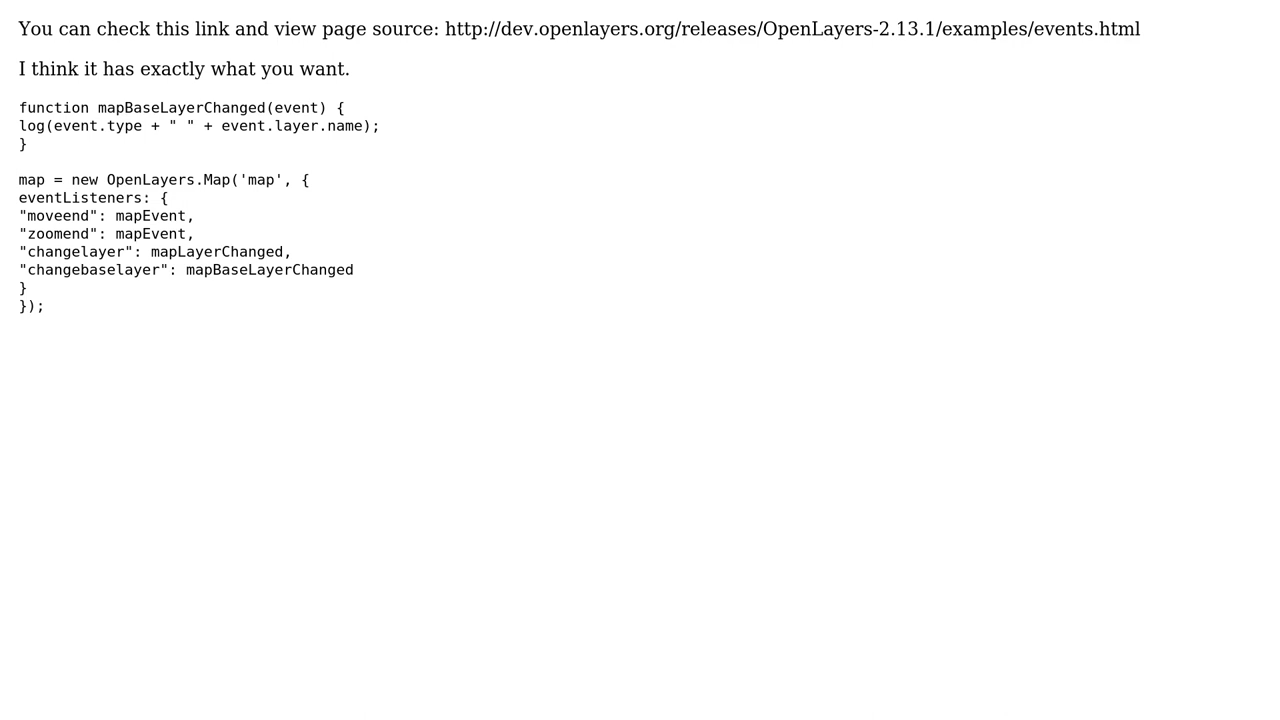 You can check this link and view page source: http://dev.openlayers.org/releases/OpenLayers-2.13.1/examples/events.html
I think it has exactly what you want.
function mapBaseLayerChanged(event) {
log(event.type + " " + event.layer.name);
}
map = new OpenLayers.Map('map', {
eventListeners: {
"moveend": mapEvent,
"zoomend": mapEvent,
"changelayer": mapLayerChanged,
"changebaselayer": mapBaseLayerChanged
}
});